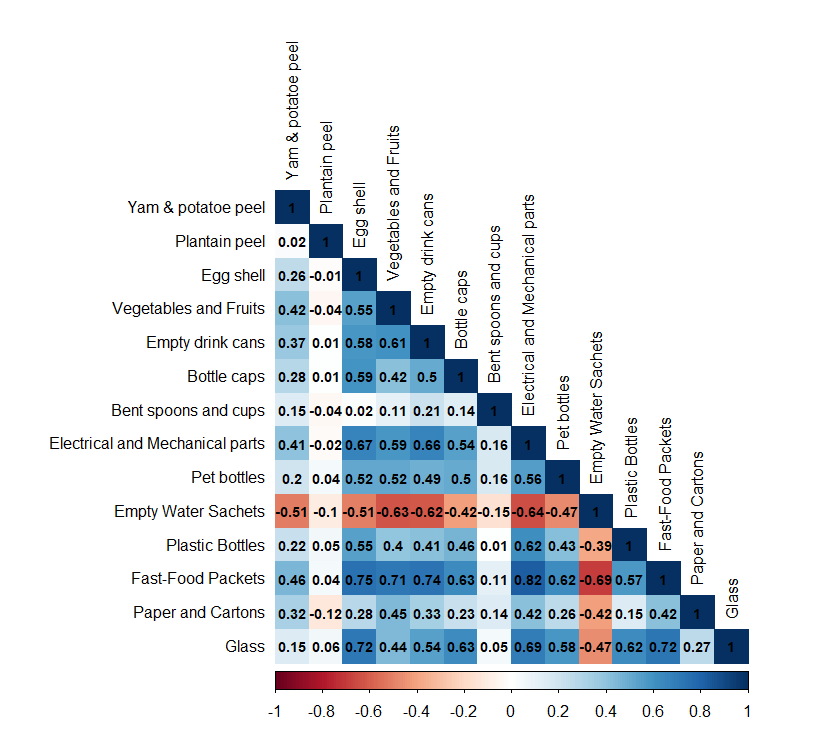 Yam & potatoe peel
Plantain peel
Egg shell
Vegetables and Fruits
Empty drink cans
Bottle caps
Bent spoons and cups
Electrical and Mechanical parts
Pet bottles
Empty Water Sachets
Plastic Bottles
Fast-Food Packets
Paper and Cartons
Glass
Yam & potatoe peel 1
Plantain peel 0.02 1
Egg shell 0.26 -0.01 1
Vegetables and Fruits 0.42 -0.04 0.55 1
Empty drink cans 0.37 0.01 0.58 0.61 1
Bottle caps 0.28 0.01 0.59 0.42 0.5 1
Bent spoons and cups 0.15 -0.04 0.02 0.11 0.21 0.14 1
Electrical and Mechanical parts 0.41 -0.02 0.67 0.59 0.66 0.54 0.16 1
Pet bottles 0.2 0.04 0.52 0.52 0.49 0.5 0.16 0.56 1
Empty Water Sachets -0.51 -0.1 -0.51 -0.63 -0.62 -0.42 -0.15 -0.64 -0.47 1
Plastic Bottles 0.22 0.05 0.55 0.4 0.41 0.46 0.01 0.62 0.43 -0.39 1
Fast-Food Packets 0.46 0.04 0.75 0.71 0.74 0.63 0.11 0.82 0.62 -0.69 0.57 1
Paper and Cartons 0.32 -0.12 0.28 0.45 0.33 0.23 0.14 0.42 0.26 -0.42 0.15 0.42 1
Glass 0.15 0.06 0.72 0.44 0.54 0.63 0.05 0.69 0.58 -0.47 0.62 0.72 0.27 1
-1 -0.8 -0.6 -0.4 -0.2 0 0.2 0.4 0.6 0.8 1